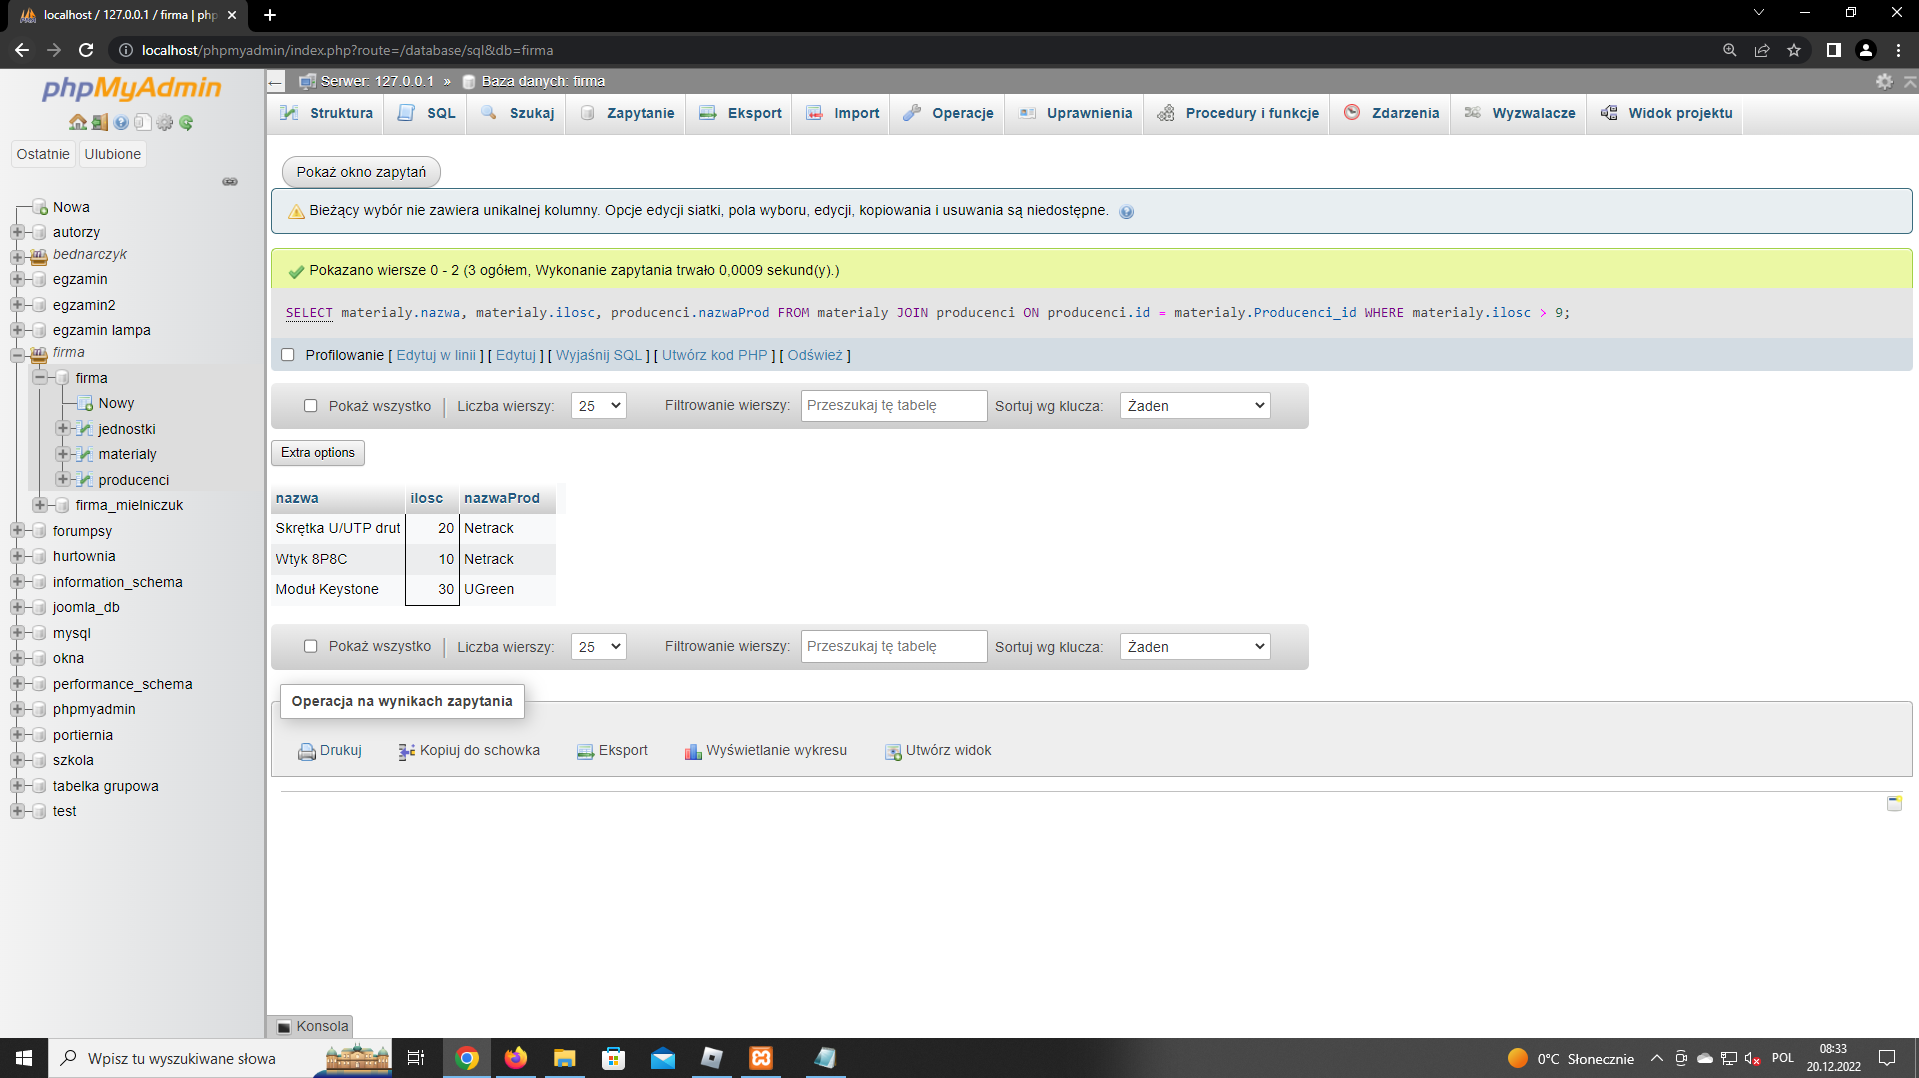 localhost / 127.0.0.1 / firma | php
localhost/phpmyadmin/index.php?route=/database/sql&db=firma
phpMyAdmin
Ostatnie Ulubione
Nowa
autorzy
bednarczyk
egzamin
egzamin2
egzamin lampa
firma
firma
Nowy
jednostki
materialy
producenci
firma_mielniczuk
forumpsy
hurtownia
information_schema
joomla_db
mysql
okna
performance_schema
phpmyadmin
portiernia
szkola
tabelka grupowa
test
Serwer: 127.0.0.1 » Baza danych: firma
Struktura SQL Szukaj Zapytanie Eksport Import Operacje Uprawnienia Procedury i funkcje Zdarzenia Wyzwalacze Widok projektu
Pokaż okno zapytań
Bieżący wybór nie zawiera unikalnej kolumny. Opcje edycji siatki, pola wyboru, edycji, kopiowania i usuwania są niedostępne.
Pokazano wiersze 0 - 2 (3 ogółem, Wykonanie zapytania trwało 0,0009 sekund(y).)
SELECT materialy.nazwa, materialy.ilosc, producenci.nazwaProd FROM materialy JOIN producenci ON producenci.id = materialy.Producenci_id WHERE materialy.ilosc > 9;
Profilowanie [ Edytuj w linii ] [ Edytuj ] [ Wyjaśnij SQL ] [ Utwórz kod PHP ] [ Odśwież ]
Pokaż wszystko | Liczba wierszy: 25 Filtrowanie wierszy: Przeszukaj tę tabelę Sortuj wg klucza: Żaden
Extra options
nazwa ilosc nazwaProd
Skrętka U/UTP drut 20 Netrack
Wtyk 8P8C 10 Netrack
Moduł Keystone 30 UGreen
Pokaż wszystko | Liczba wierszy: 25 Filtrowanie wierszy: Przeszukaj tę tabelę Sortuj wg klucza: Żaden
Operacja na wynikach zapytania
Drukuj Kopiuj do schowka Eksport Wyświetlanie wykresu Utwórz widok
Konsola
Wpisz tu wyszukiwane słowa
0°C Słonecznie
POL
08:33
20.12.2022